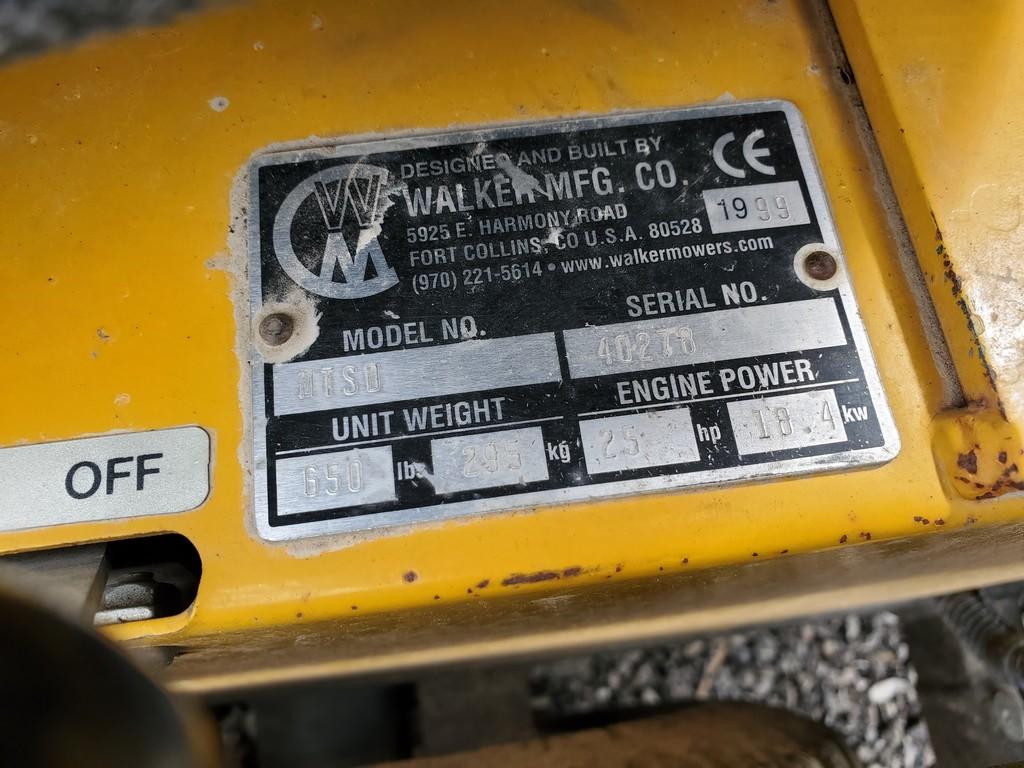 DESIGNED AND BUILT BY
WALKER MFG. CO.
CE
5925 E. HARMONY ROAD
1999
FORT COLLINS, CO U.S.A. 80528
(970) 221-5614 • www.walkermowers.com
WM
MODEL NO. SERIAL NO.
MTSD 40278
UNIT WEIGHT ENGINE POWER
650 lbs 295 kg 25 hp 18.4 kw
OFF